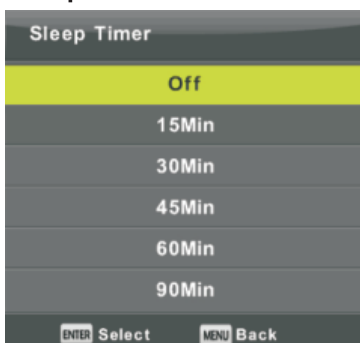 Sleep Timer
Off
15Min
30Min
45Min
60Min
90Min
ENTER Select MENU Back